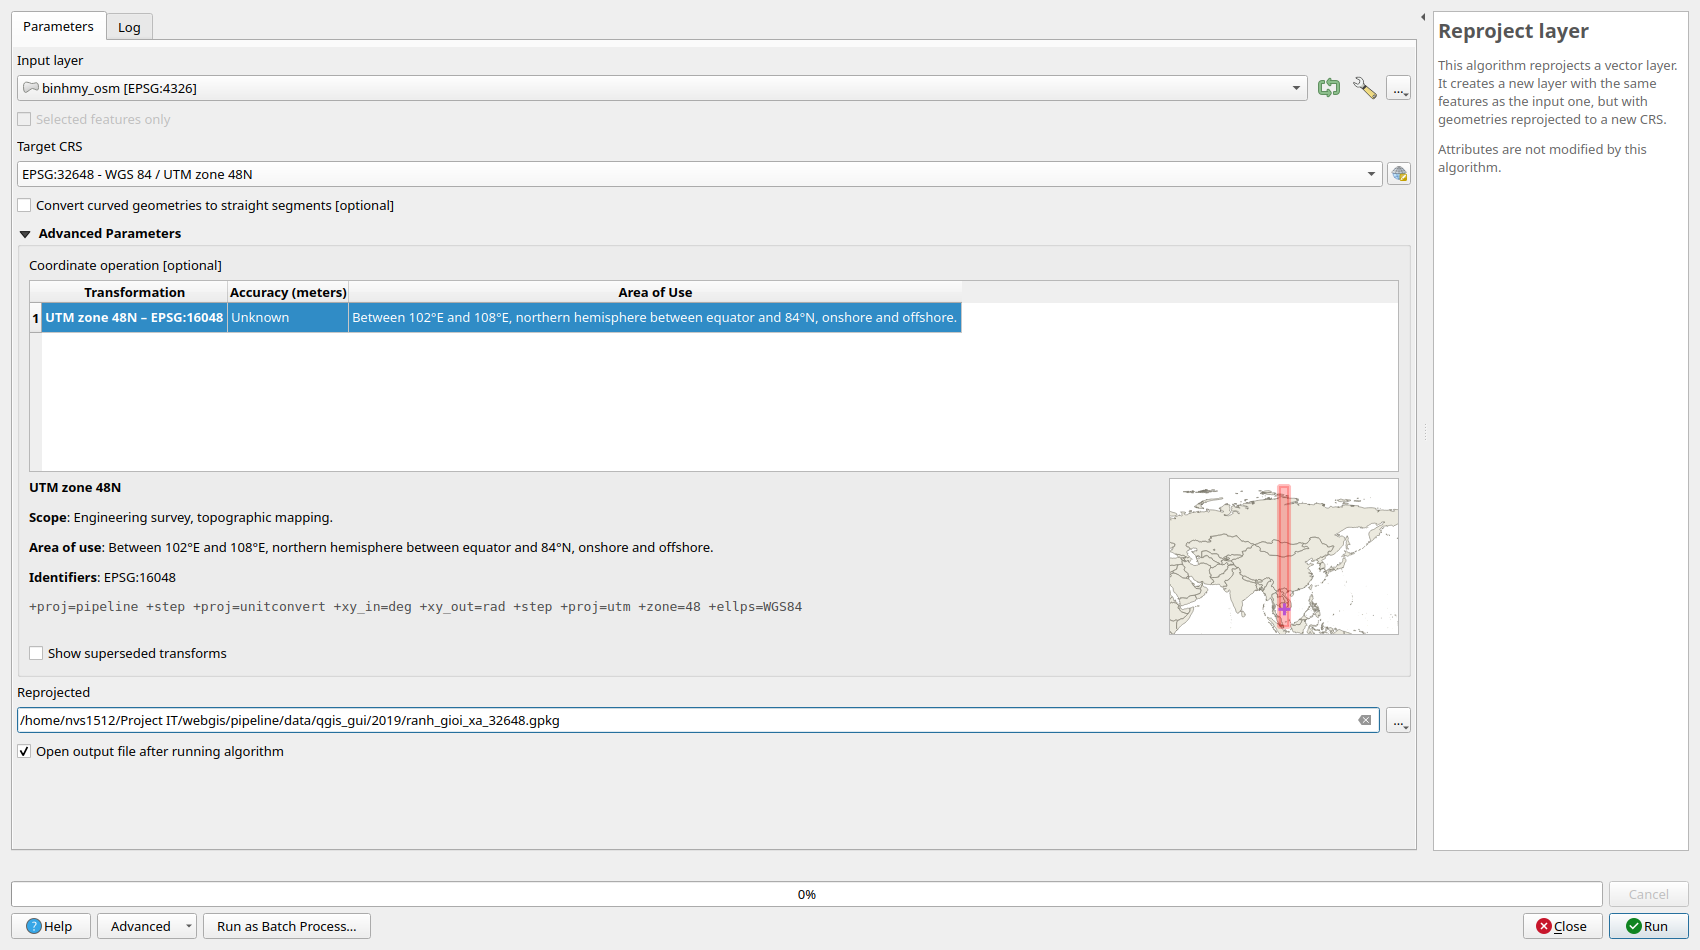 Parameters
Log
Input layer
binhmy_osm [EPSG:4326]
...
Selected features only
Target CRS
EPSG:32648 - WGS 84 / UTM zone 48N
Convert curved geometries to straight segments [optional]
Advanced Parameters
Coordinate operation [optional]
Transformation Accuracy (meters) Area of Use
1 UTM zone 48N – EPSG:16048 Unknown Between 102°E and 108°E, northern hemisphere between equator and 84°N, onshore and offshore.
UTM zone 48N
Scope: Engineering survey, topographic mapping.
Area of use: Between 102°E and 108°E, northern hemisphere between equator and 84°N, onshore and offshore.
Identifiers: EPSG:16048
+proj=pipeline +step +proj=unitconvert +xy_in=deg +xy_out=rad +step +proj=utm +zone=48 +ellps=WGS84
Show superseded transforms
Reprojected
/home/nvs1512/Project IT/webgis/pipeline/data/qgis_gui/2019/ranh_gioi_xa_32648.gpkg
...
Open output file after running algorithm
Reproject layer
This algorithm reprojects a vector layer.
It creates a new layer with the same
features as the input one, but with
geometries reprojected to a new CRS.
Attributes are not modified by this
algorithm.
0%
Cancel
? Help
Advanced
Run as Batch Process...
Close
Run